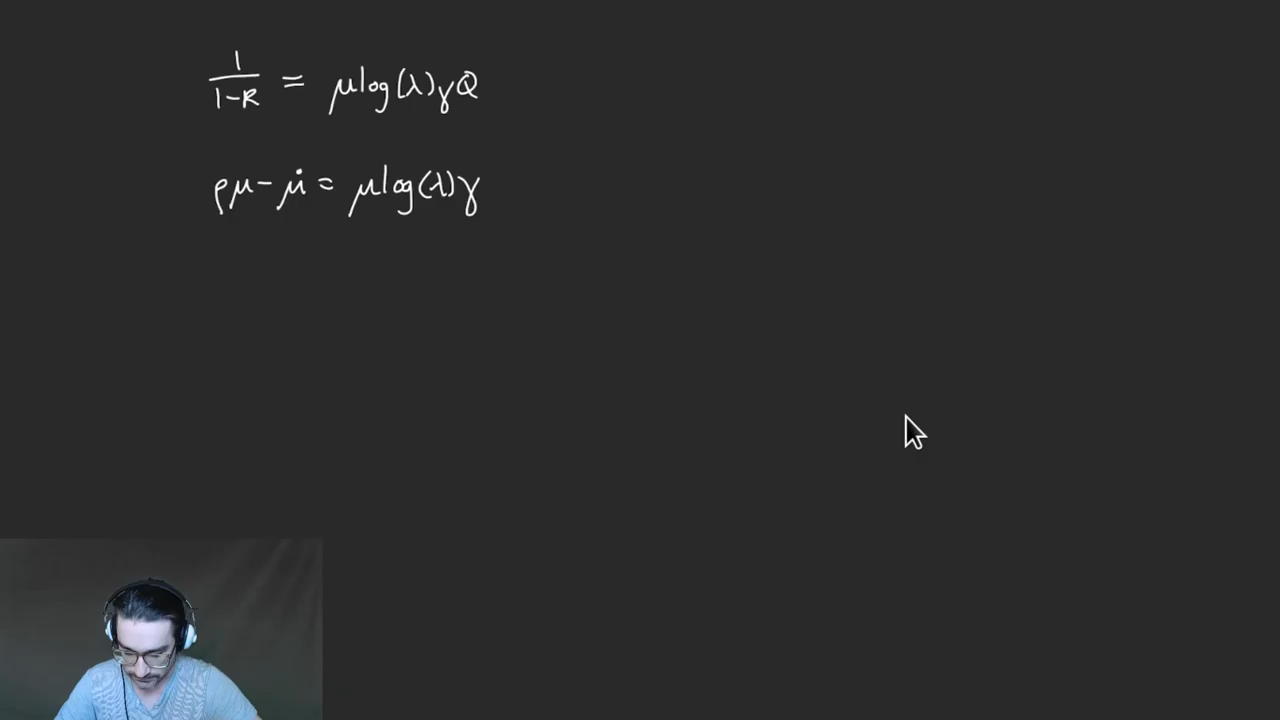 1/(1-R) = μlog(λ)γQ
ρμ-μ̇ = μlog(λ)γ